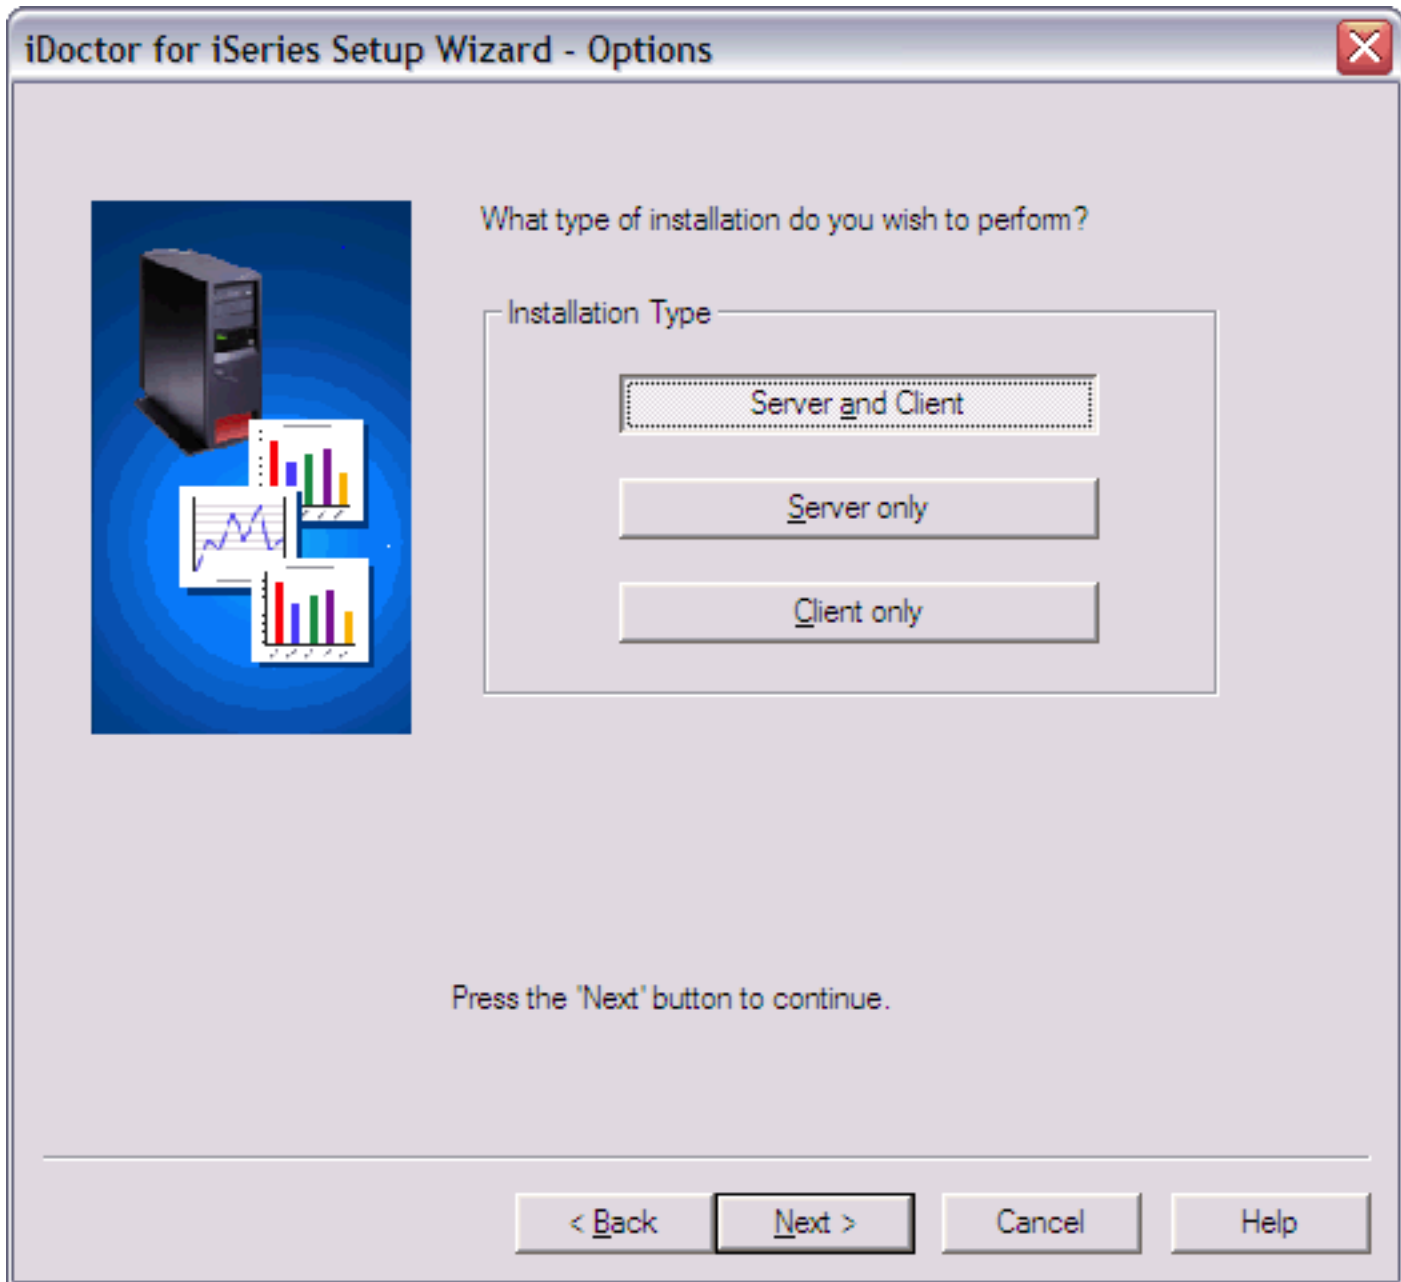 iDoctor for iSeries Setup Wizard - Options
What type of installation do you wish to perform?
Installation Type
Server and Client
Server only
Client only
Press the 'Next' button to continue.
< Back Next > Cancel Help